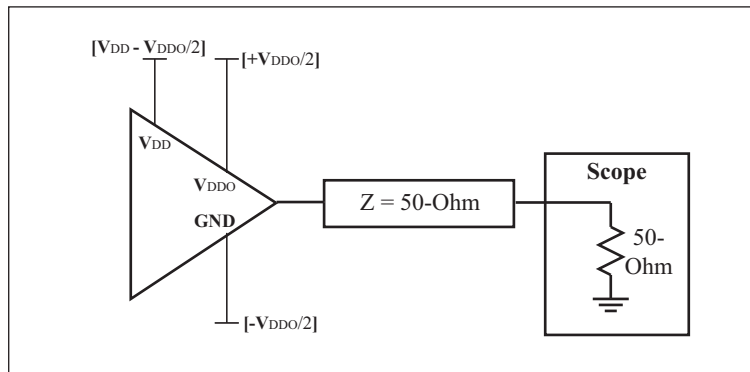 [VDD - VDDO/2]
[+VDDO/2]
VDD
VDDO
GND
[-VDDO/2]
Z = 50-Ohm
Scope
50-
Ohm